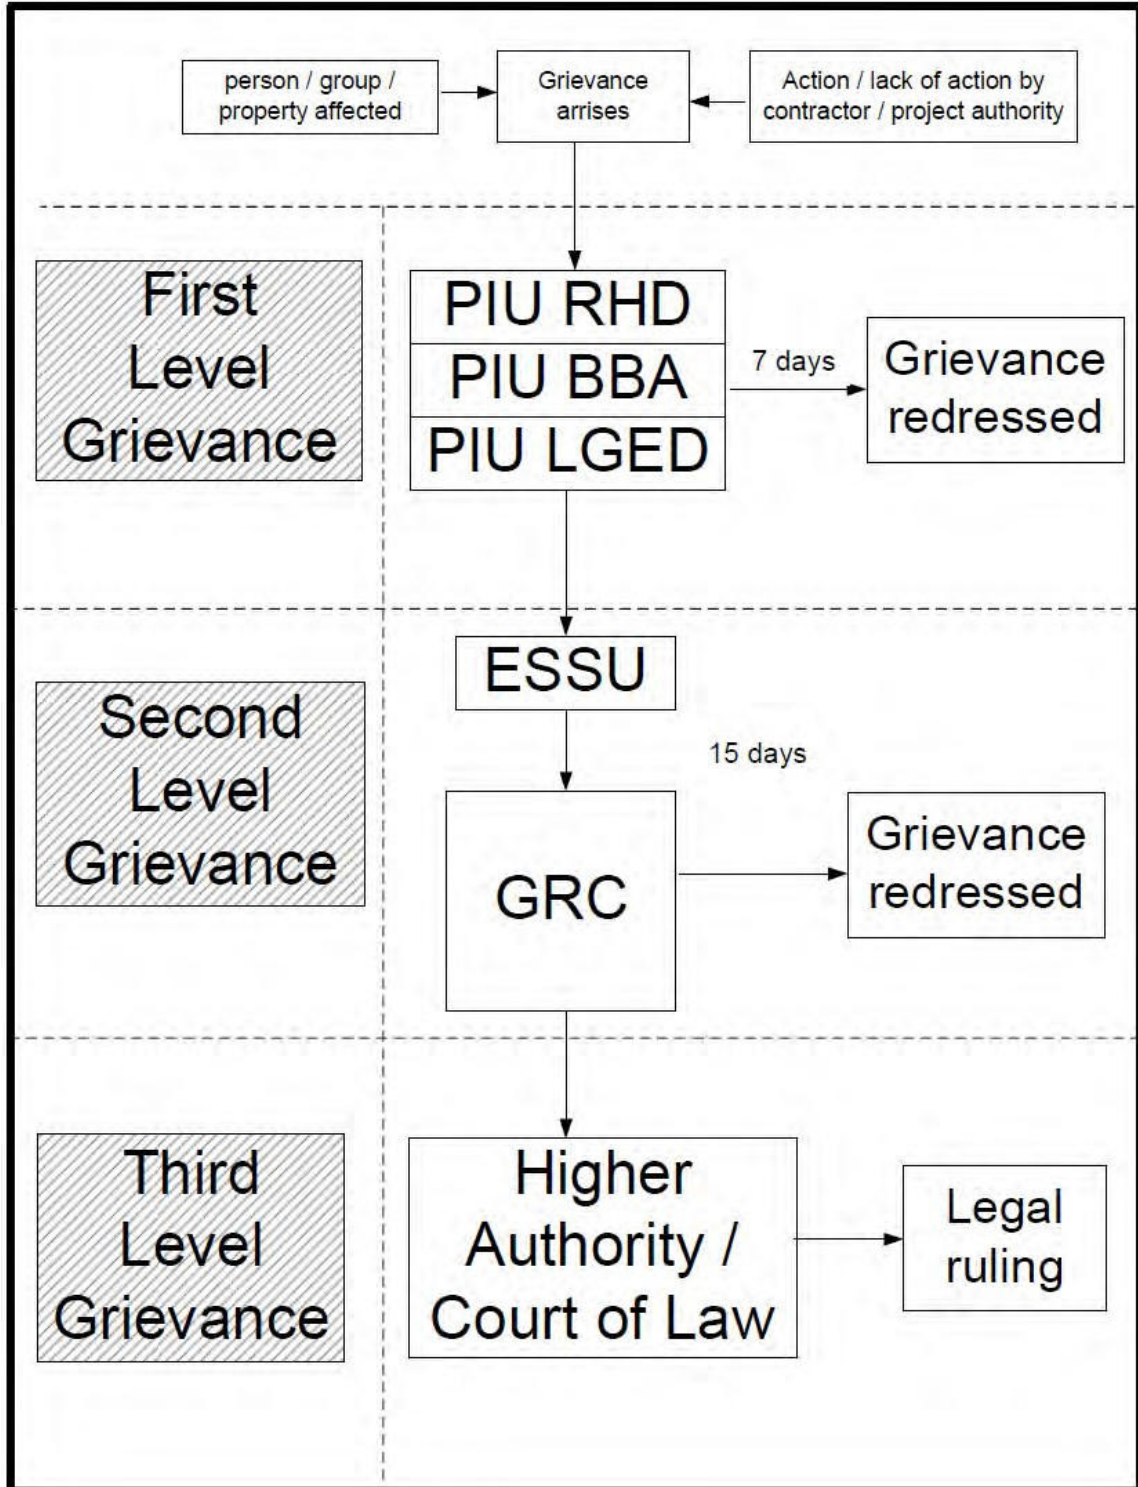 person / group /
property affected
Grievance
arrises
Action / lack of action by
contractor / project authority
First
Level
Grievance
PIU RHD
PIU BBA
PIU LGED
7 days
Grievance
redressed
Second
Level
Grievance
ESSU
15 days
GRC
Grievance
redressed
Third
Level
Grievance
Higher
Authority /
Court of Law
Legal
ruling